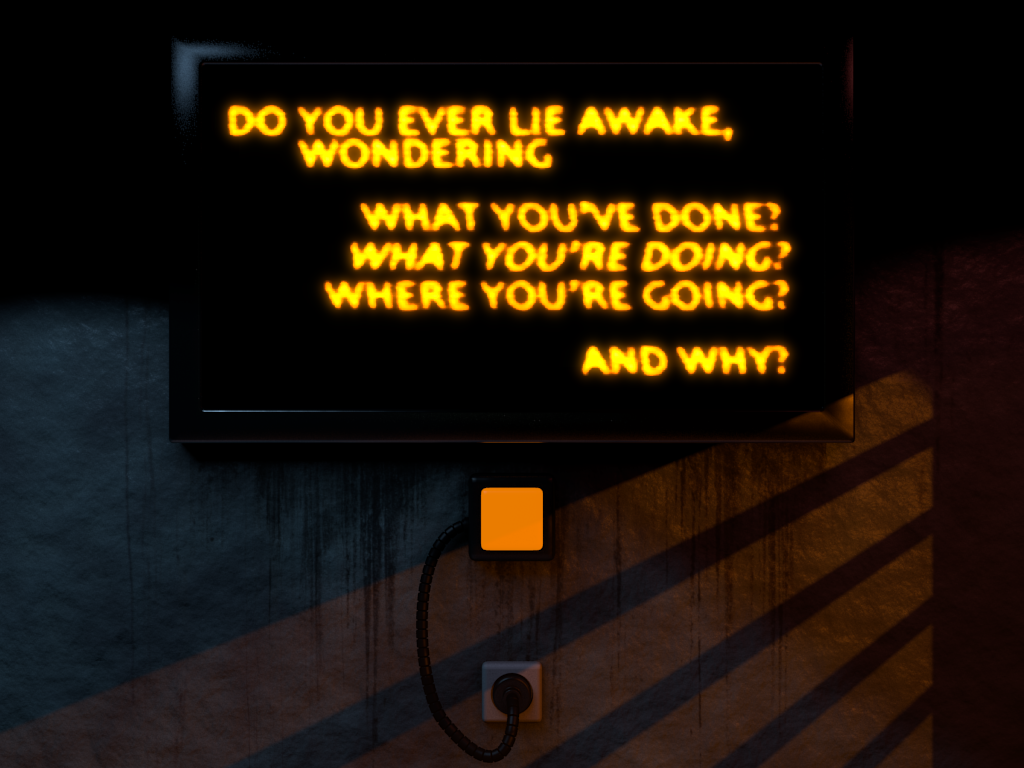 DO YOU EVER LIE AWAKE,
WONDERING
WHAT YOU'VE DONE?
WHAT YOU'RE DOING?
WHERE YOU'RE GOING?
AND WHY?